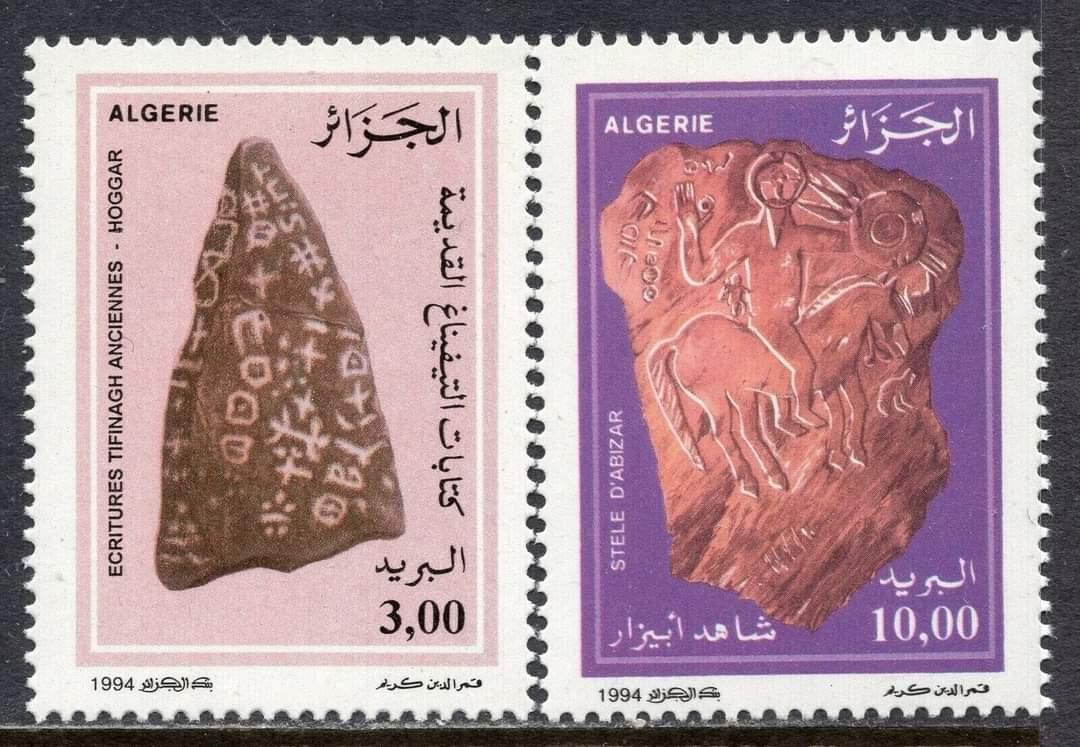 ALGERIE
الجزائر
ECRITURES TIFINAGH ANCIENNES - HOGGAR
كتابات التيفيناغ القديمة
البريد
3,00
1994 بنك الجزائر
قمر الدين كريم
ALGERIE
الجزائر
STELE D'ABIZAR
شاهد أبيزار
البريد
10,00
1994 بنك الجزائر
قمر الدين كريم